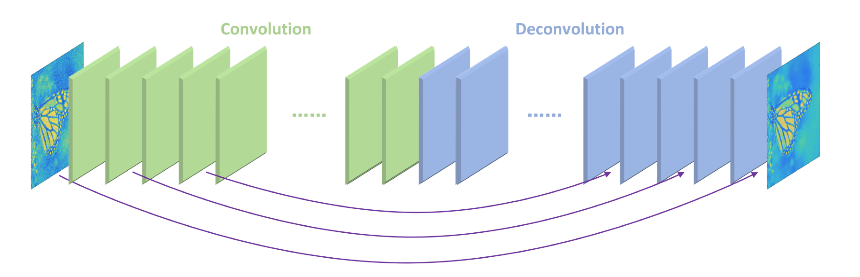 Convolution
Deconvolution
...... ......